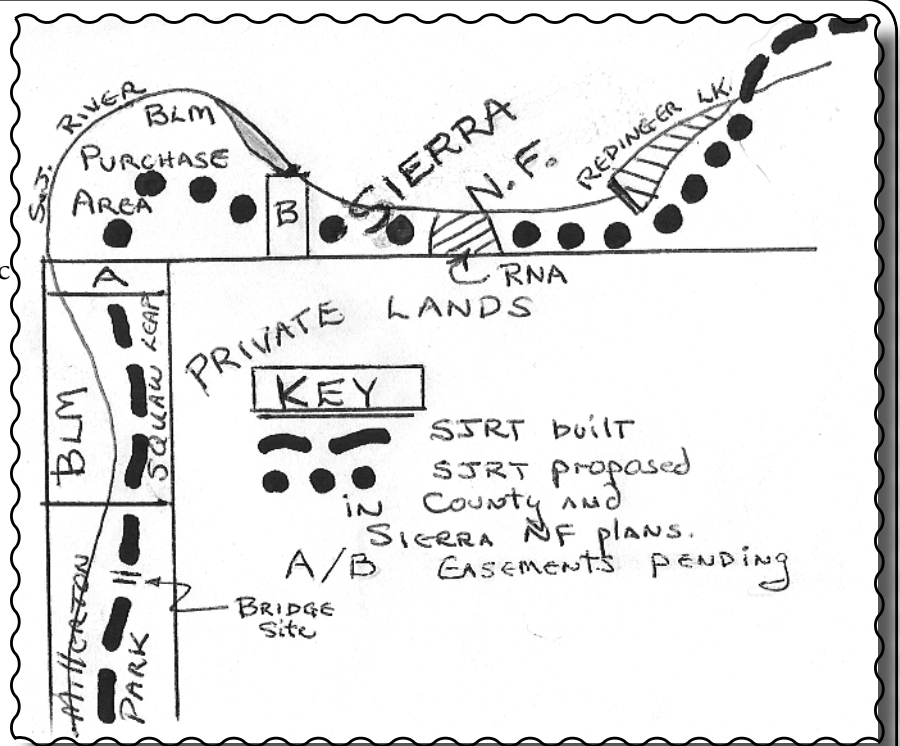 S.J. RIVER
BLM
PURCHASE
AREA
B
SIERRA
N.F.
REDINGER LK.
C RNA
C
A
PRIVATE LANDS
BLM
SQUAW LEAP
KEY
SJRT built
SJRT proposed
in County and
Sierra NF plans.
A/B Easements pending
Bridge
Site
Millerton
PARK